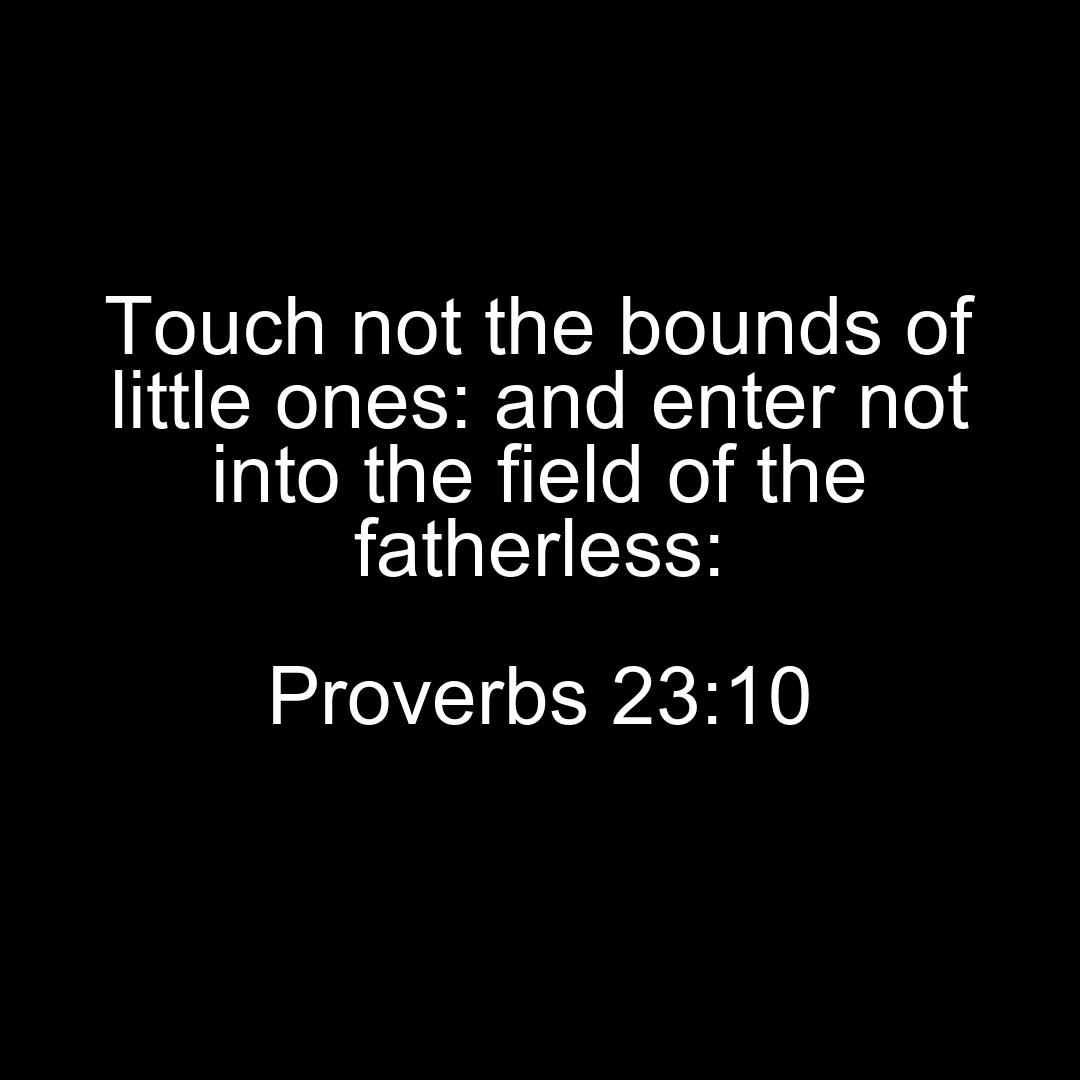 Touch not the bounds of
little ones: and enter not
into the field of the
fatherless:
Proverbs 23:10